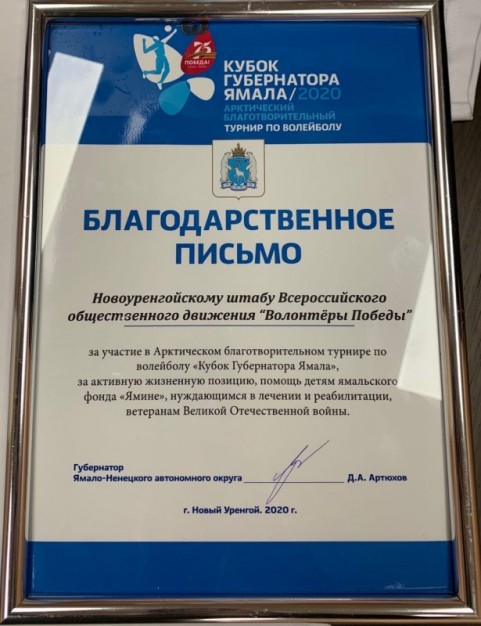 75
ПОБЕДА!
КУБОК
ГУБЕРНАТОРА
ЯМАЛА/2020
АРКТИЧЕСКИЙ
БЛАГОТВОРИТЕЛЬНЫЙ
ТУРНИР ПО ВОЛЕЙБОЛУ
БЛАГОДАРСТВЕННОЕ
ПИСЬМО
Новоуренгойскому штабу Всероссийского
общественного движения “Волонтёры Победы”
за участие в Арктическом благотворительном турнире по
волейболу «Кубок Губернатора Ямала»,
за активную жизненную позицию, помощь детям ямальского
фонда «Ямине», нуждающимся в лечении и реабилитации,
ветеранам Великой Отечественной войны.
Губернатор
Ямало-Ненецкого автономного округа Д.А. Артюхов
г. Новый Уренгой. 2020 г.